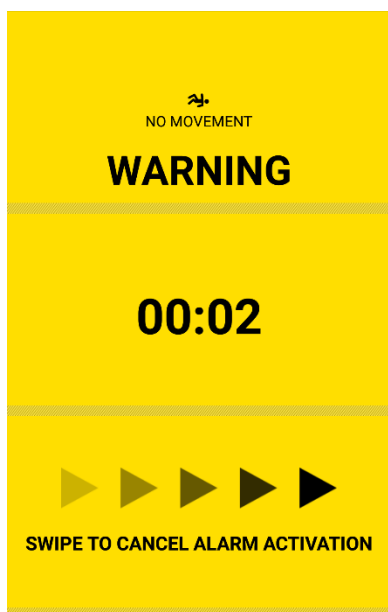 NO MOVEMENT
WARNING
00:02
SWIPE TO CANCEL ALARM ACTIVATION